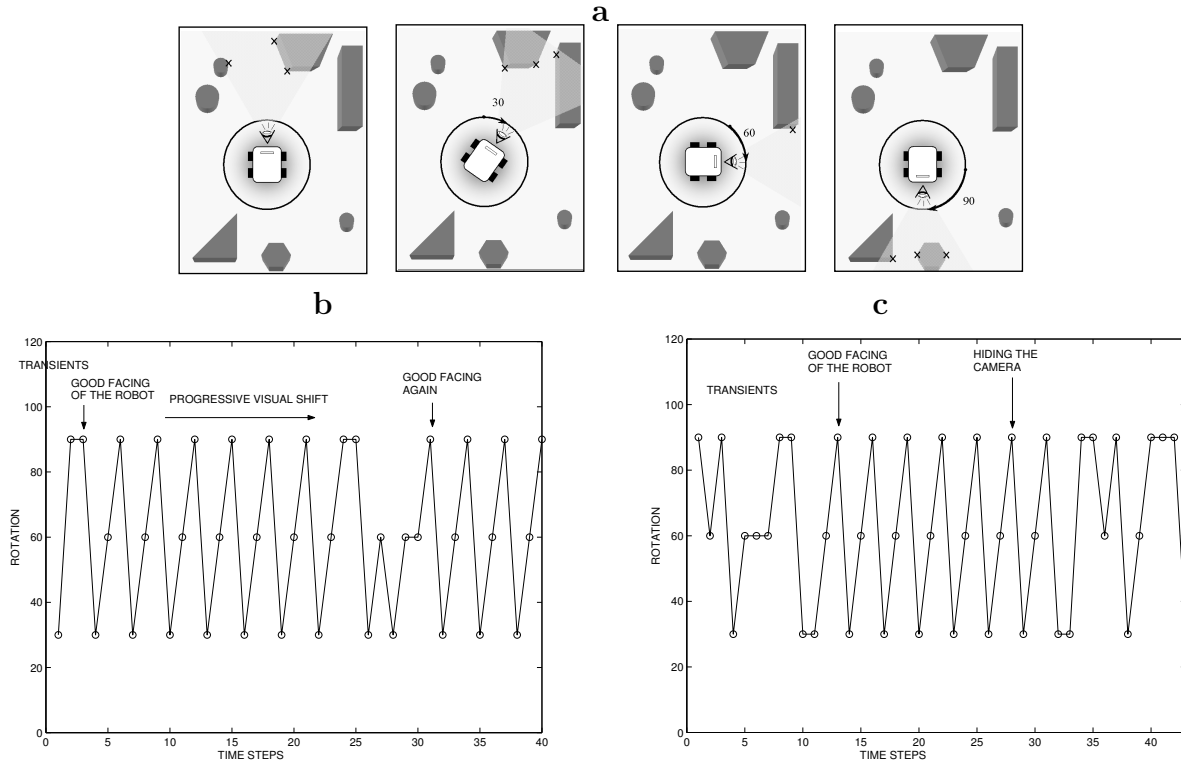 a
30
60
90
b
c
120
100
80
60
40
20
0
ROTATION
TRANSIENTS
GOOD FACING
OF THE ROBOT
PROGRESSIVE VISUAL SHIFT
GOOD FACING
AGAIN
0 5 10 15 20 25 30 35 40
TIME STEPS
120
100
80
60
40
20
0
ROTATION
TRANSIENTS
GOOD FACING
OF THE ROBOT
HIDING THE
CAMERA
0 5 10 15 20 25 30 35 40
TIME STEPS